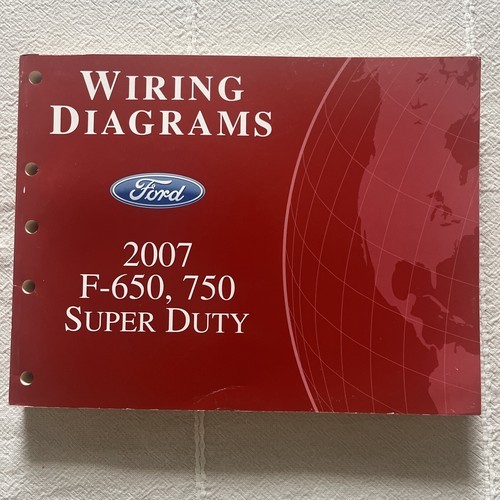 WIRING
DIAGRAMS
Ford
2007
F-650, 750
SUPER DUTY